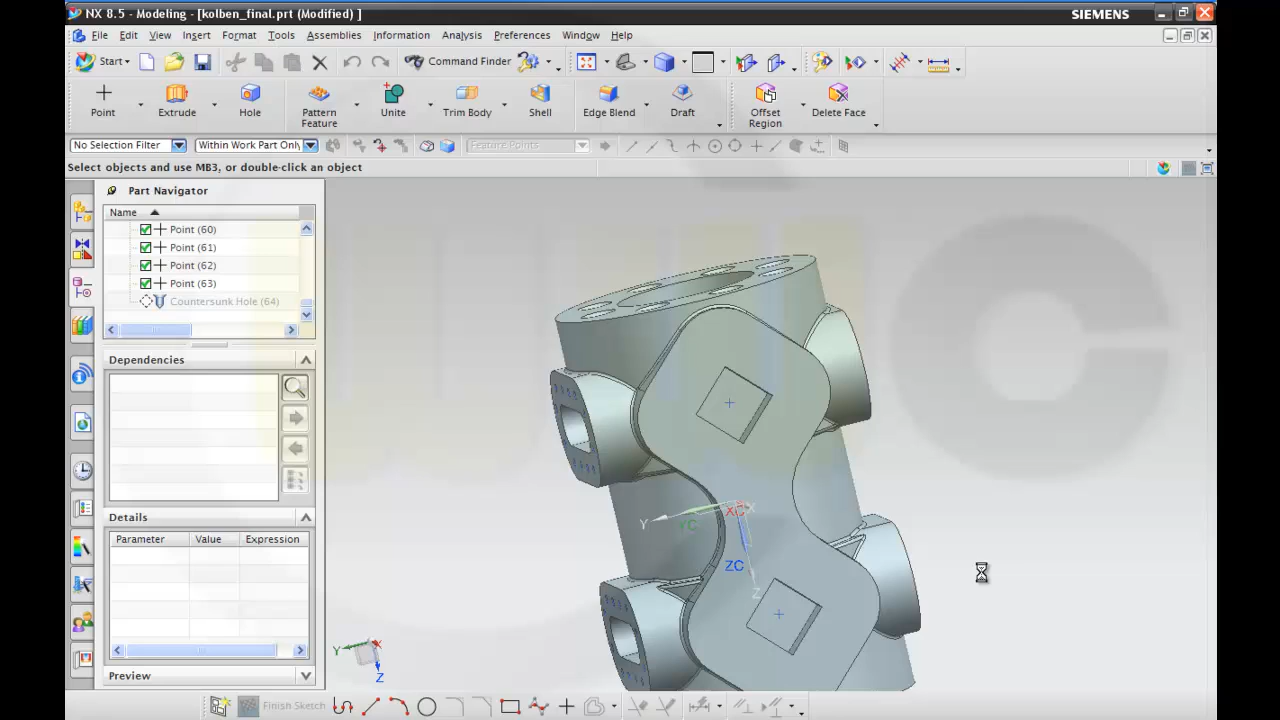 NX 8.5 - Modeling - [kolben_final.prt (Modified) ]
SIEMENS
File Edit View Insert Format Tools Assemblies Information Analysis Preferences Window Help
Start Command Finder
Point Extrude Hole Pattern Feature Unite Trim Body Shell Edge Blend Draft Offset Region Delete Face
No Selection Filter Within Work Part Only Feature Points
Select objects and use MB3, or double-click an object
Part Navigator
Name
Point (60)
Point (61)
Point (62)
Point (63)
Countersunk Hole (64)
Dependencies
Details
Parameter Value Expression
Preview
Y YC XC X
ZC
Z
Y X
Z
Finish Sketch